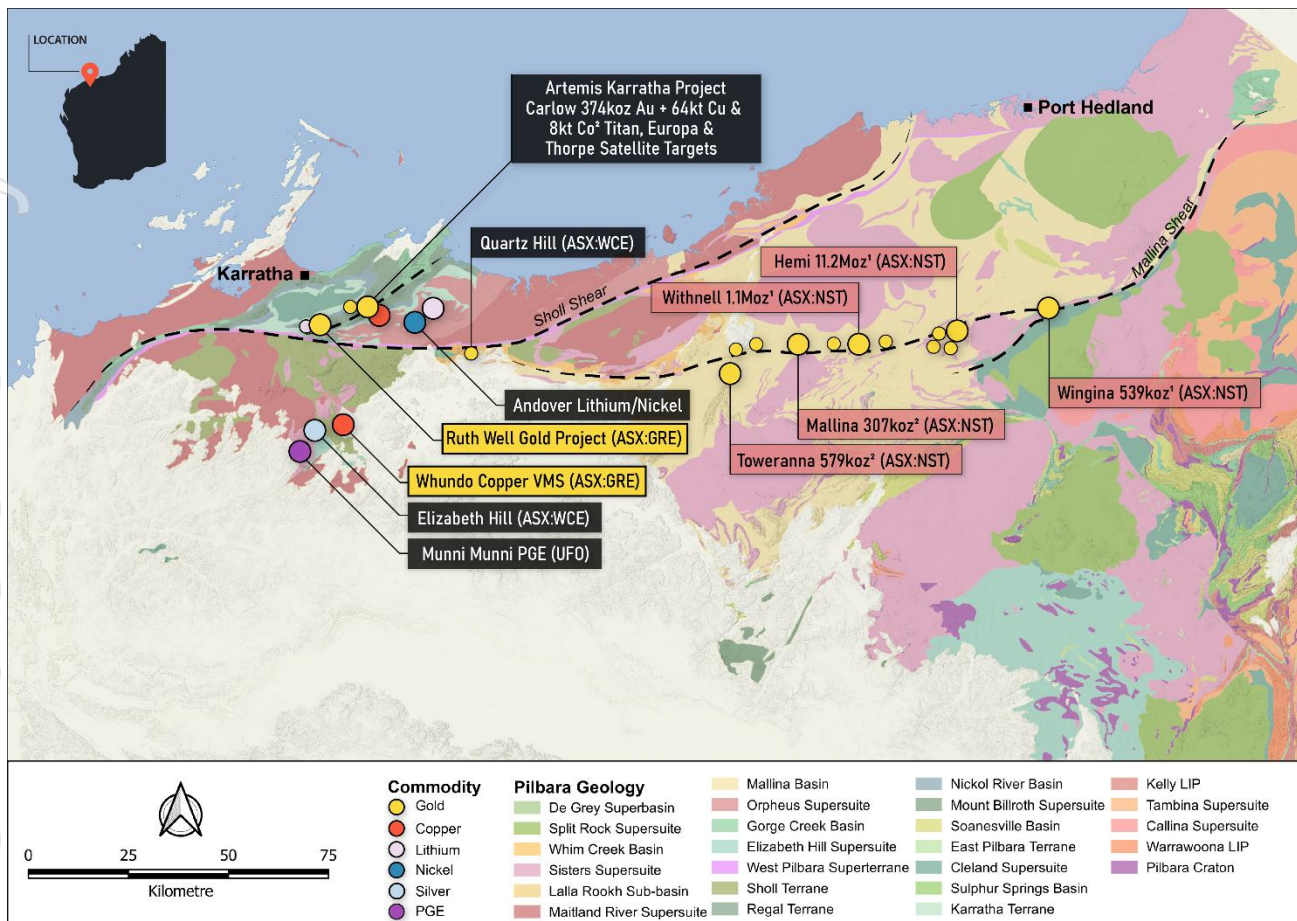 LOCATION
Artemis Karratha Project
Carlow 374koz Au + 64kt Cu &
8kt Co² Titan, Europa &
Thorpe Satellite Targets
Port Hedland
Quartz Hill (ASX:WCE)
Karratha
Sholl Shear
Mallina Shear
Hemi 11.2Moz¹ (ASX:NST)
Withnell 1.1Moz¹ (ASX:NST)
Andover Lithium/Nickel
Wingina 539koz¹ (ASX:NST)
Ruth Well Gold Project (ASX:GRE)
Mallina 307koz² (ASX:NST)
Toweranna 579koz² (ASX:NST)
Whundo Copper VMS (ASX:GRE)
Elizabeth Hill (ASX:WCE)
Munni Munni PGE (UFO)
0 25 50 75
Kilometre
Commodity
Gold
Copper
Lithium
Nickel
Silver
PGE
Pilbara Geology
De Grey Superbasin
Split Rock Supersuite
Whim Creek Basin
Sisters Supersuite
Lalla Rookh Sub-basin
Maitland River Supersuite
Mallina Basin
Orpheus Supersuite
Gorge Creek Basin
Elizabeth Hill Supersuite
West Pilbara Superterrane
Sholl Terrane
Regal Terrane
Nickol River Basin
Mount Billroth Supersuite
Soanesville Basin
East Pilbara Terrane
Cleland Supersuite
Sulphur Springs Basin
Karratha Terrane
Kelly LIP
Tambina Supersuite
Callina Supersuite
Warrawoona LIP
Pilbara Craton